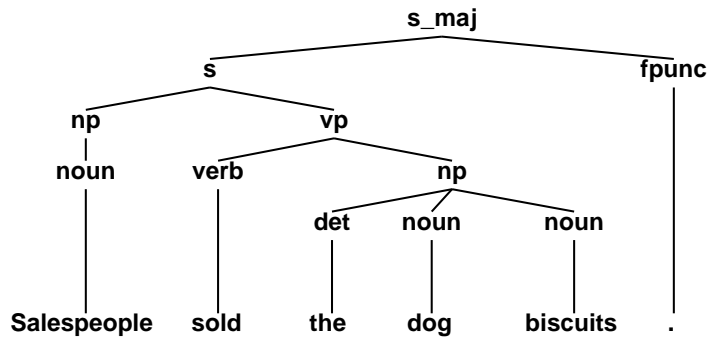 s_maj
s fpunc
np vp
noun verb np
det noun noun
Salespeople sold the dog biscuits .